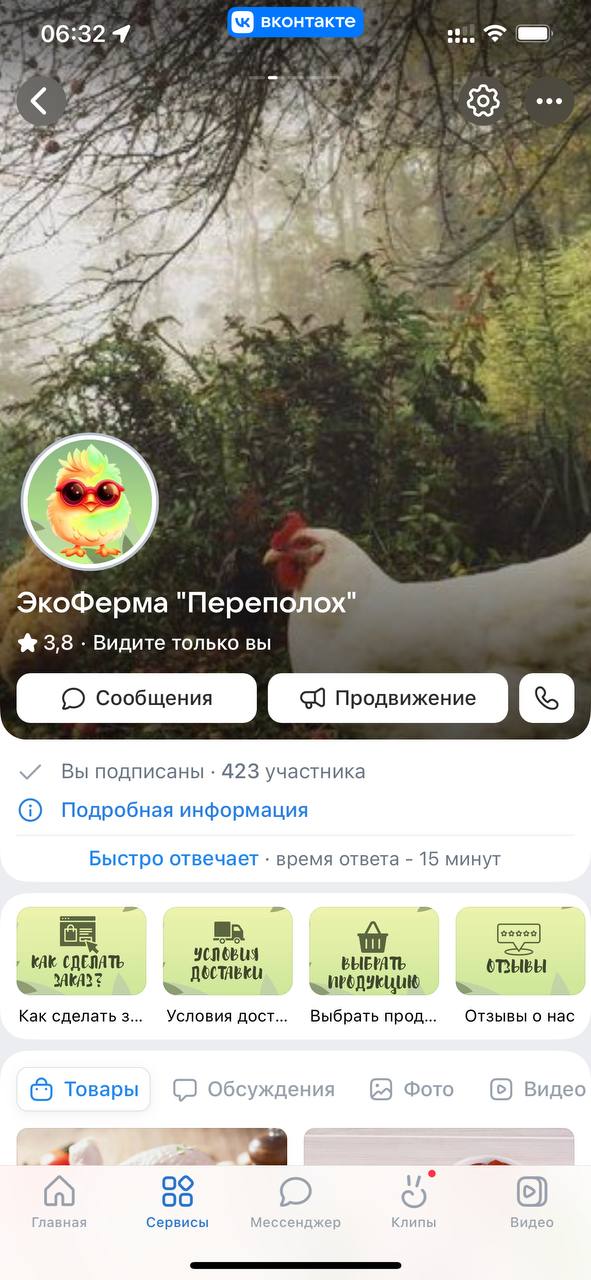 06:32
вконтакте
ЭкоФерма "Переполох"
3,8 · Видите только вы
Сообщения
Продвижение
Вы подписаны · 423 участника
Подробная информация
Быстро отвечает · время ответа - 15 минут
КАК СДЕЛАТЬ
ЗАКАЗ?
УСЛОВИЯ
ДОСТАВКИ
ВЫБРАТЬ
ПРОДУКЦИЮ
ОТЗЫВЫ
Как сделать з...
Условия дост...
Выбрать прод...
Отзывы о нас
Товары
Обсуждения
Фото
Видео
Главная
Сервисы
Мессенджер
Клипы
Видео